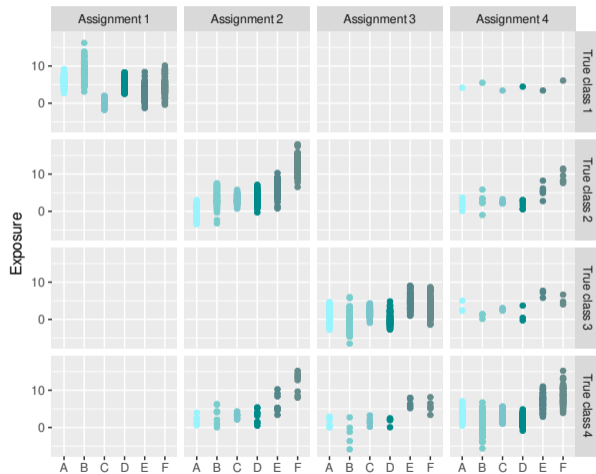 Assignment 1 Assignment 2 Assignment 3 Assignment 4
Exposure
10
0
True class 1
10
0
True class 2
10
0
True class 3
10
0
True class 4
A B C D E F A B C D E F A B C D E F A B C D E F